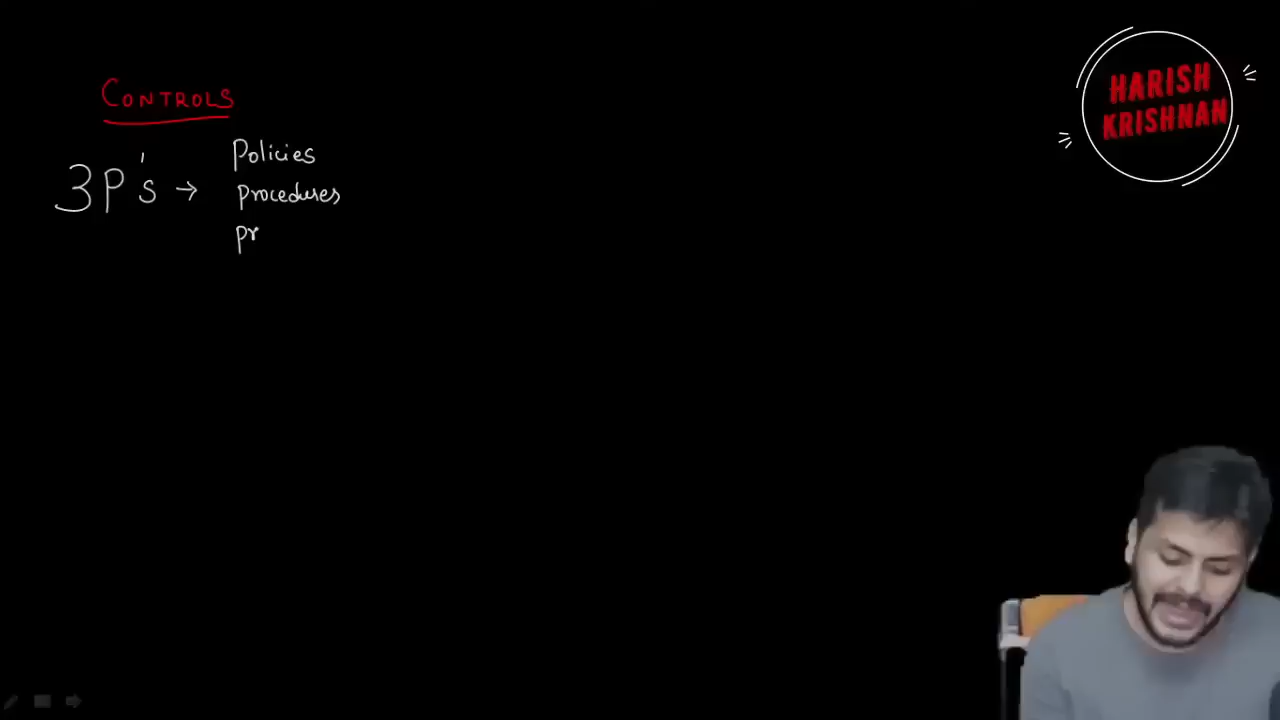 CONTROLS
3P's → Policies
procedures
pr
HARISH
KRISHNAN